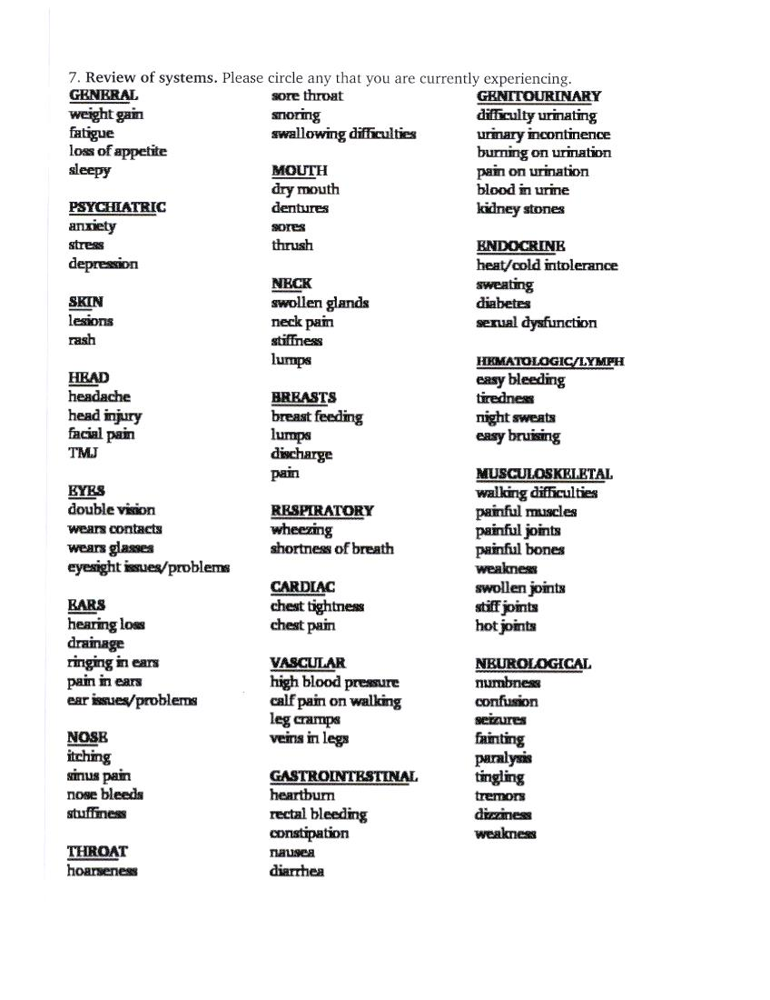 7. Review of systems. Please circle any that you are currently experiencing.
GENERAL
weight gain
fatigue
loss of appetite
sleepy
PSYCHIATRIC
anxiety
stress
depression
SKIN
lesions
rash
HEAD
headache
head injury
facial pain
TMJ
EYES
double vision
wears contacts
wears glasses
eyesight issues/problems
EARS
hearing loss
drainage
ringing in ears
pain in ears
ear issues/problems
NOSE
itching
sinus pain
nose bleeds
stuffiness
THROAT
hoarseness
sore throat
snoring
swallowing difficulties
MOUTH
dry mouth
dentures
sores
thrush
NECK
swollen glands
neck pain
stiffness
lumps
BREASTS
breast feeding
lumps
discharge
pain
RESPIRATORY
wheezing
shortness of breath
CARDIAC
chest tightness
chest pain
VASCULAR
high blood pressure
calf pain on walking
leg cramps
veins in legs
GASTROINTESTINAL
heartburn
rectal bleeding
constipation
nausea
diarrhea
GENITOURINARY
difficulty urinating
urinary incontinence
burning on urination
pain on urination
blood in urine
kidney stones
ENDOCRINE
heat/cold intolerance
sweating
diabetes
sexual dysfunction
HEMATOLOGIC/LYMPH
easy bleeding
tiredness
night sweats
easy bruising
MUSCULOSKELETAL
walking difficulties
painful muscles
painful joints
painful bones
weakness
swollen joints
stiff joints
hot joints
NEUROLOGICAL
numbness
confusion
seizures
fainting
paralysis
tingling
tremors
dizziness
weakness